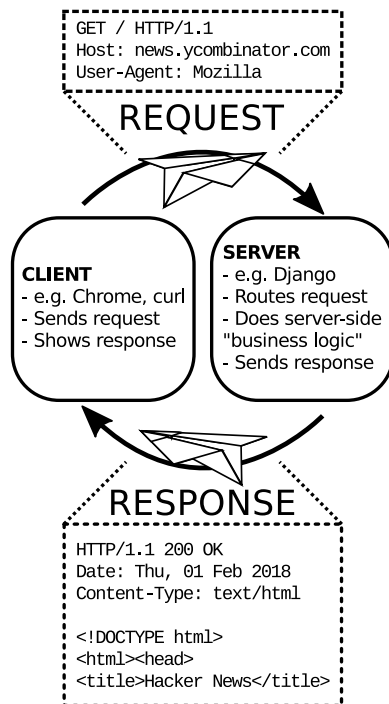 GET / HTTP/1.1
Host: news.ycombinator.com
User-Agent: Mozilla
REQUEST
CLIENT
- e.g. Chrome, curl
- Sends request
- Shows response
SERVER
- e.g. Django
- Routes request
- Does server-side
"business logic"
- Sends response
RESPONSE
HTTP/1.1 200 OK
Date: Thu, 01 Feb 2018
Content-Type: text/html
<!DOCTYPE html>
<html><head>
<title>Hacker News</title>